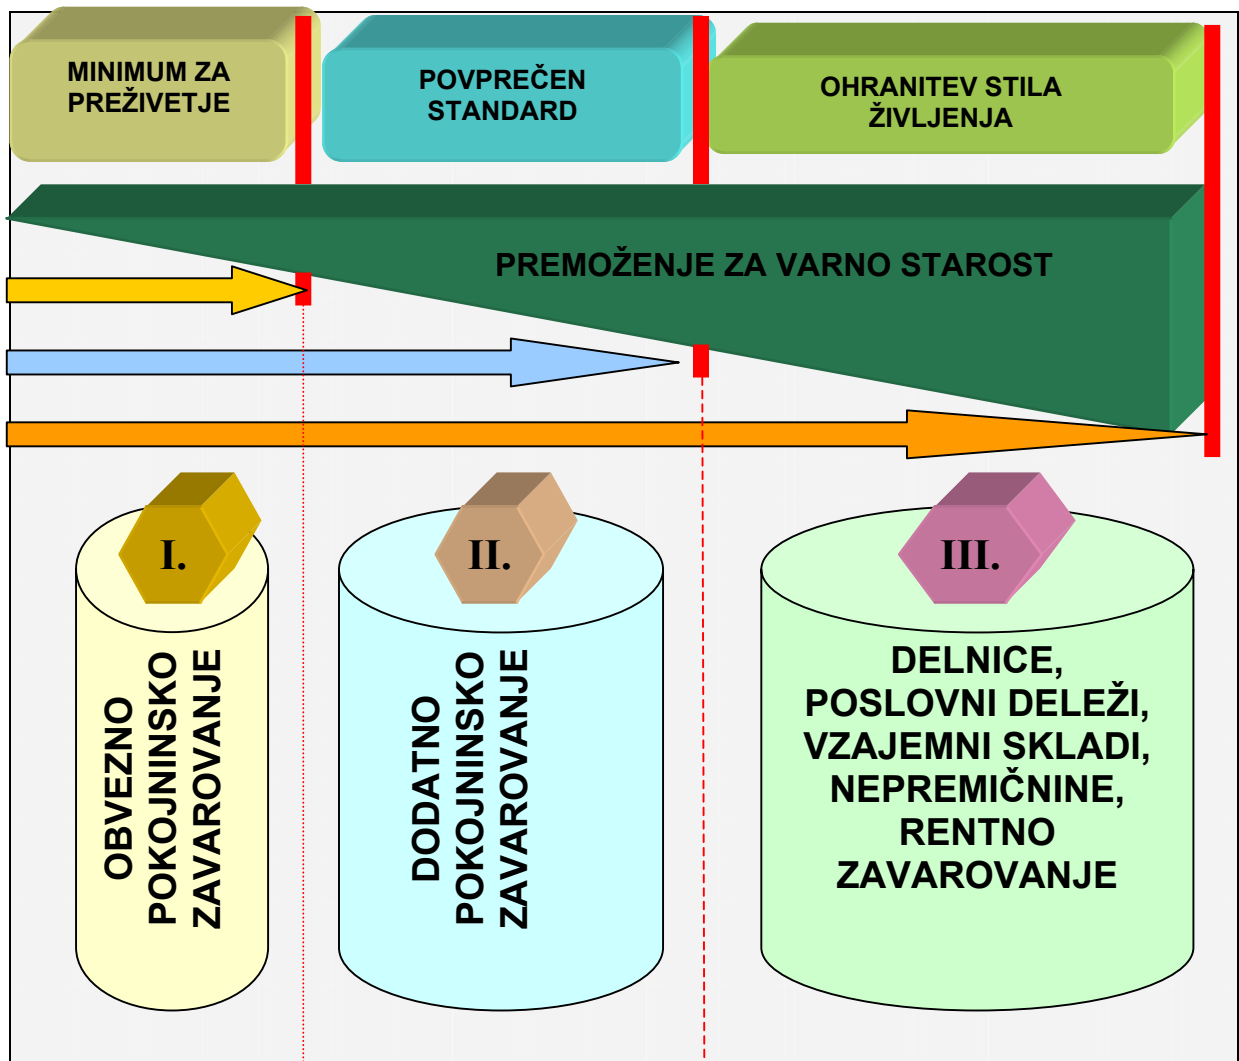 MINIMUM ZA
PREŽIVETJE
POVPREČEN
STANDARD
OHRANITEV STILA
ŽIVLJENJA
PREMOŽENJE ZA VARNO STAROST
I.
OBVEZNO
POKOJNINSKO
ZAVAROVANJE
II.
DODATNO
POKOJNINSKO
ZAVAROVANJE
III.
DELNICE,
POSLOVNI DELEŽI,
VZAJEMNI SKLADI,
NEPREMIČNINE,
RENTNO
ZAVAROVANJE